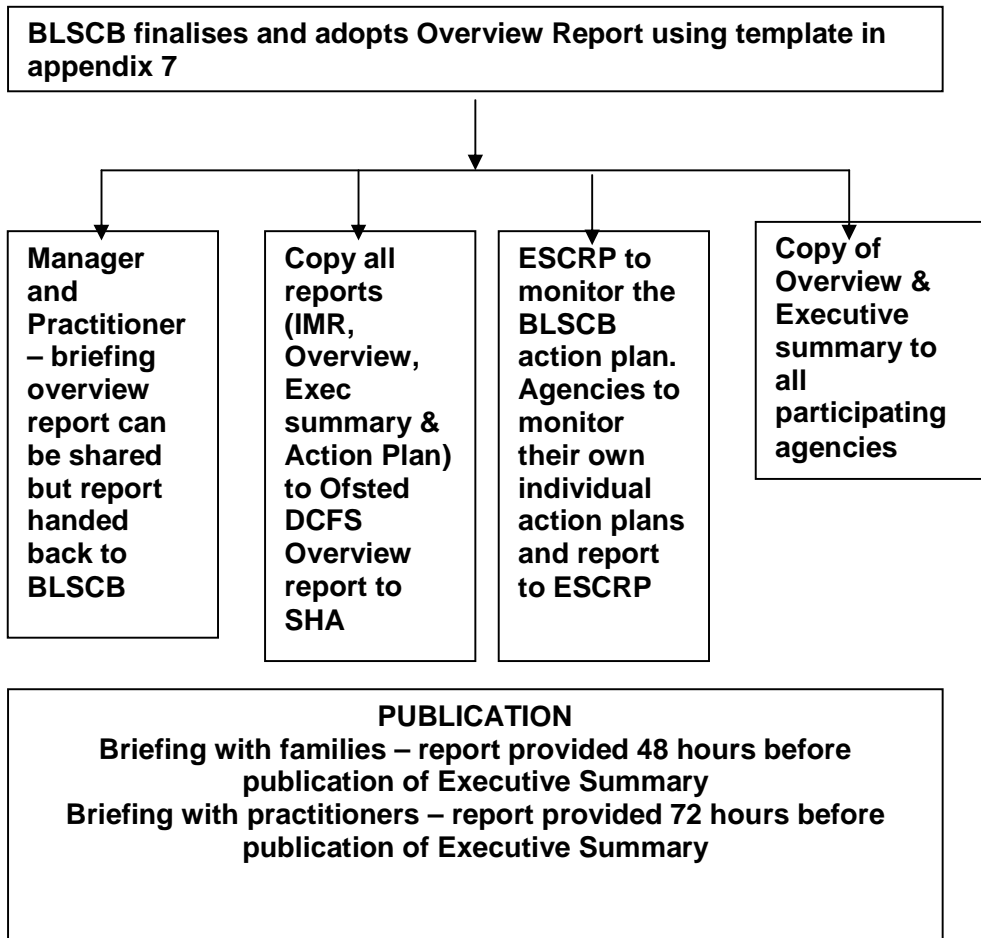 BLSCB finalises and adopts Overview Report using template in
appendix 7
Manager
and
Practitioner
– briefing
overview
report can
be shared
but report
handed
back to
BLSCB
Copy all
reports
(IMR,
Overview,
Exec
summary &
Action Plan)
to Ofsted
DCFS
Overview
report to
SHA
ESCRP to
monitor the
BLSCB
action plan.
Agencies to
monitor
their own
individual
action plans
and report
to ESCRP
Copy of
Overview &
Executive
summary to
all
participating
agencies
PUBLICATION
Briefing with families – report provided 48 hours before
publication of Executive Summary
Briefing with practitioners – report provided 72 hours before
publication of Executive Summary